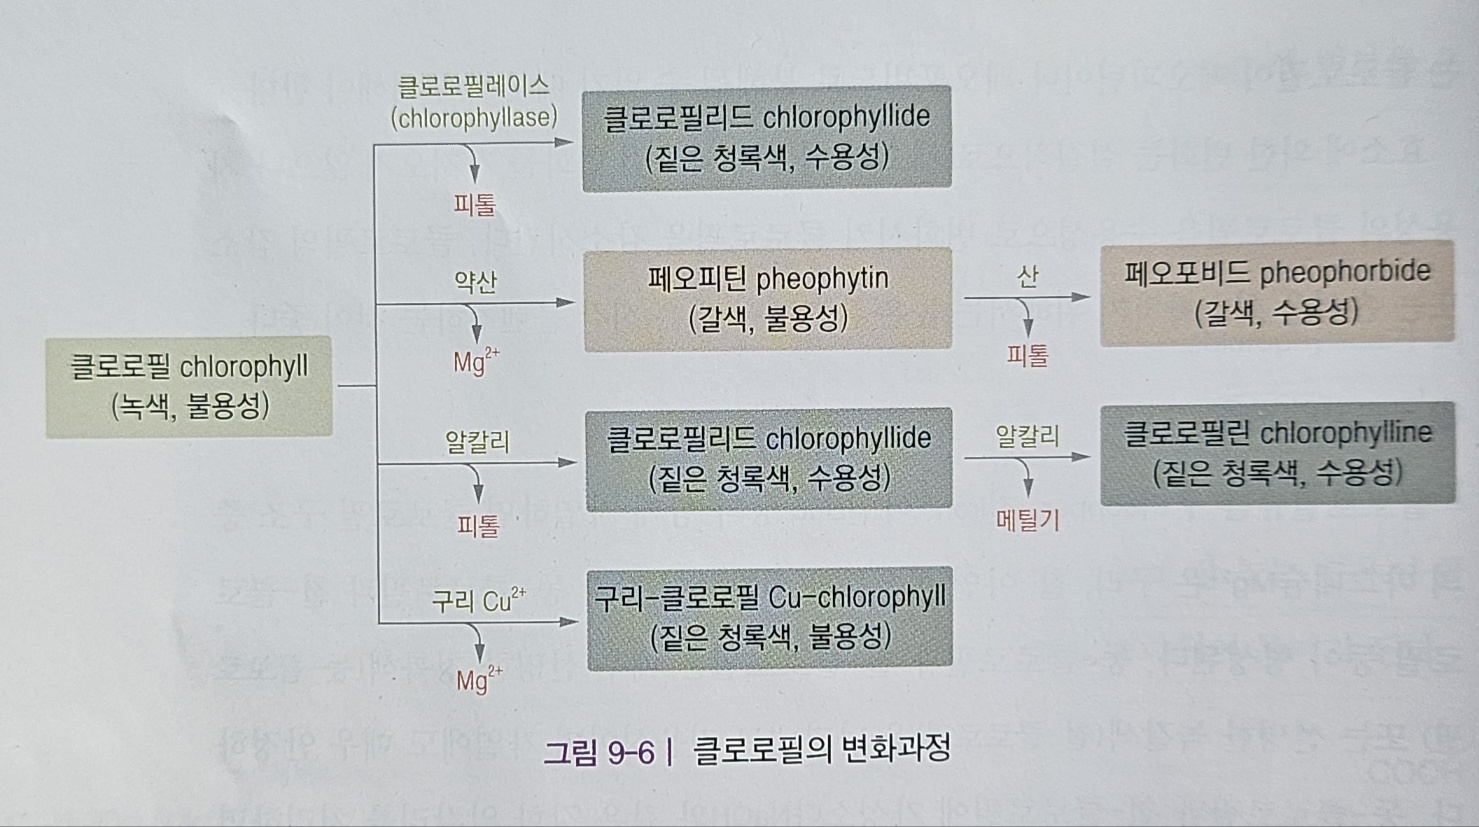 클로로필레이스
(chlorophyllase)
피톨
클로로필리드 chlorophyllide
(짙은 청록색, 수용성)
약산
Mg²⁺
페오피틴 pheophytin
(갈색, 불용성)
산
피톨
페오포비드 pheophorbide
(갈색, 수용성)
클로로필 chlorophyll
(녹색, 불용성)
알칼리
피톨
클로로필리드 chlorophyllide
(짙은 청록색, 수용성)
알칼리
메틸기
클로로필린 chlorophylline
(짙은 청록색, 수용성)
구리 Cu²⁺
Mg²⁺
구리-클로로필 Cu-chlorophyll
(짙은 청록색, 불용성)
그림 9-6 | 클로로필의 변화과정